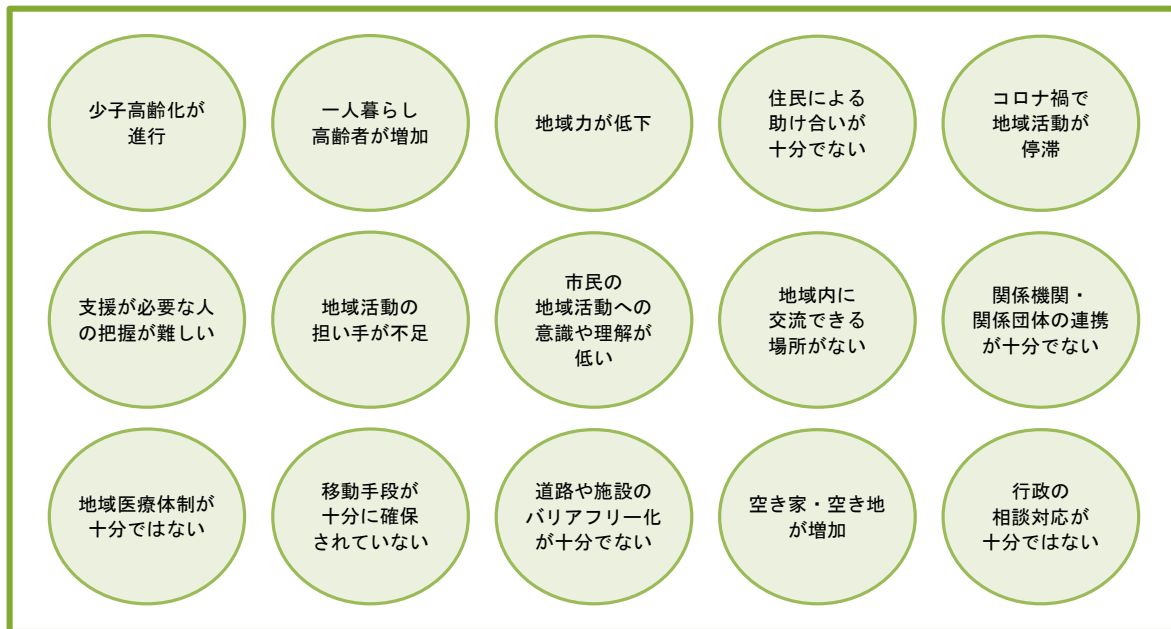 少子高齢化が
進行
一人暮らし
高齢者が増加
地域力が低下
住民による
助け合いが
十分でない
コロナ禍で
地域活動が
停滞
支援が必要な人
の把握が難しい
地域活動の
担い手が不足
市民の
地域活動への
意識や理解が
低い
地域内に
交流できる
場所がない
関係機関・
関係団体の連携
が十分でない
地域医療体制が
十分ではない
移動手段が
十分に確保
されていない
道路や施設の
バリアフリー化
が十分でない
空き家・空き地
が増加
行政の
相談対応が
十分ではない